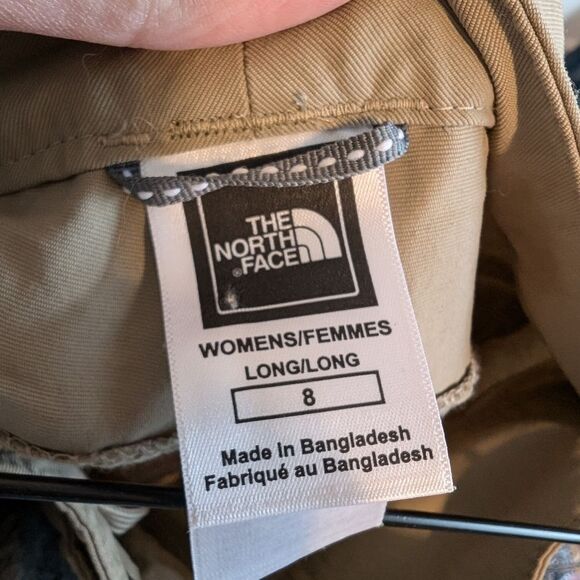 THE
NORTH
FACE
WOMENS/FEMMES
LONG/LONG
8
Made in Bangladesh
Fabriqué au Bangladesh